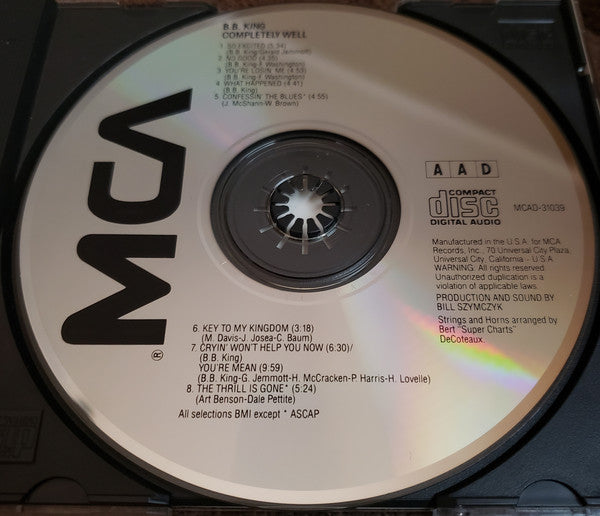 B.B. KING
COMPLETELY WELL
1. SO EXCITED (5:34)
(B.B. King-Gerald Jemmott)
2. NO GOOD (4:35)
(B.B. King-F. Washington)
3. YOU'RE LOSIN' ME (4:53)
(B.B. King-F. Washington)
4. WHAT HAPPENED (4:41)
(B.B. King)
5. CONFESSIN' THE BLUES* (4:55)
(J. McShann-W. Brown)
MCA
®
A A D
COMPACT
disc
DIGITAL AUDIO
MCAD-31039
Manufactured in the U.S.A. for MCA
Records, Inc., 70 Universal City Plaza,
Universal City, California - U.S.A.
WARNING: All rights reserved.
Unauthorized duplication is a
violation of applicable laws.
PRODUCTION AND SOUND BY
BILL SZYMCZYK
Strings and Horns arranged by
Bert "Super Charts"
DeCoteaux.
6. KEY TO MY KINGDOM (3:18)
(M. Davis-J. Josea-C. Baum)
7. CRYIN' WON'T HELP YOU NOW (6:30)/
(B.B. King)
YOU'RE MEAN (9:59)
(B.B. King-G. Jemmott-H. McCracken-P. Harris-H. Lovelle)
8. THE THRILL IS GONE* (5:24)
(Art Benson-Dale Pettite)
All selections BMI except * ASCAP